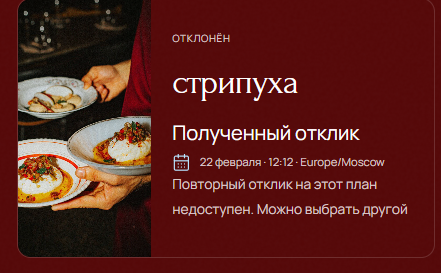 ОТКЛОНЁН
стрипуха
Полученный отклик
22 февраля · 12:12 · Europe/Moscow
Повторный отклик на этот план
недоступен. Можно выбрать другой